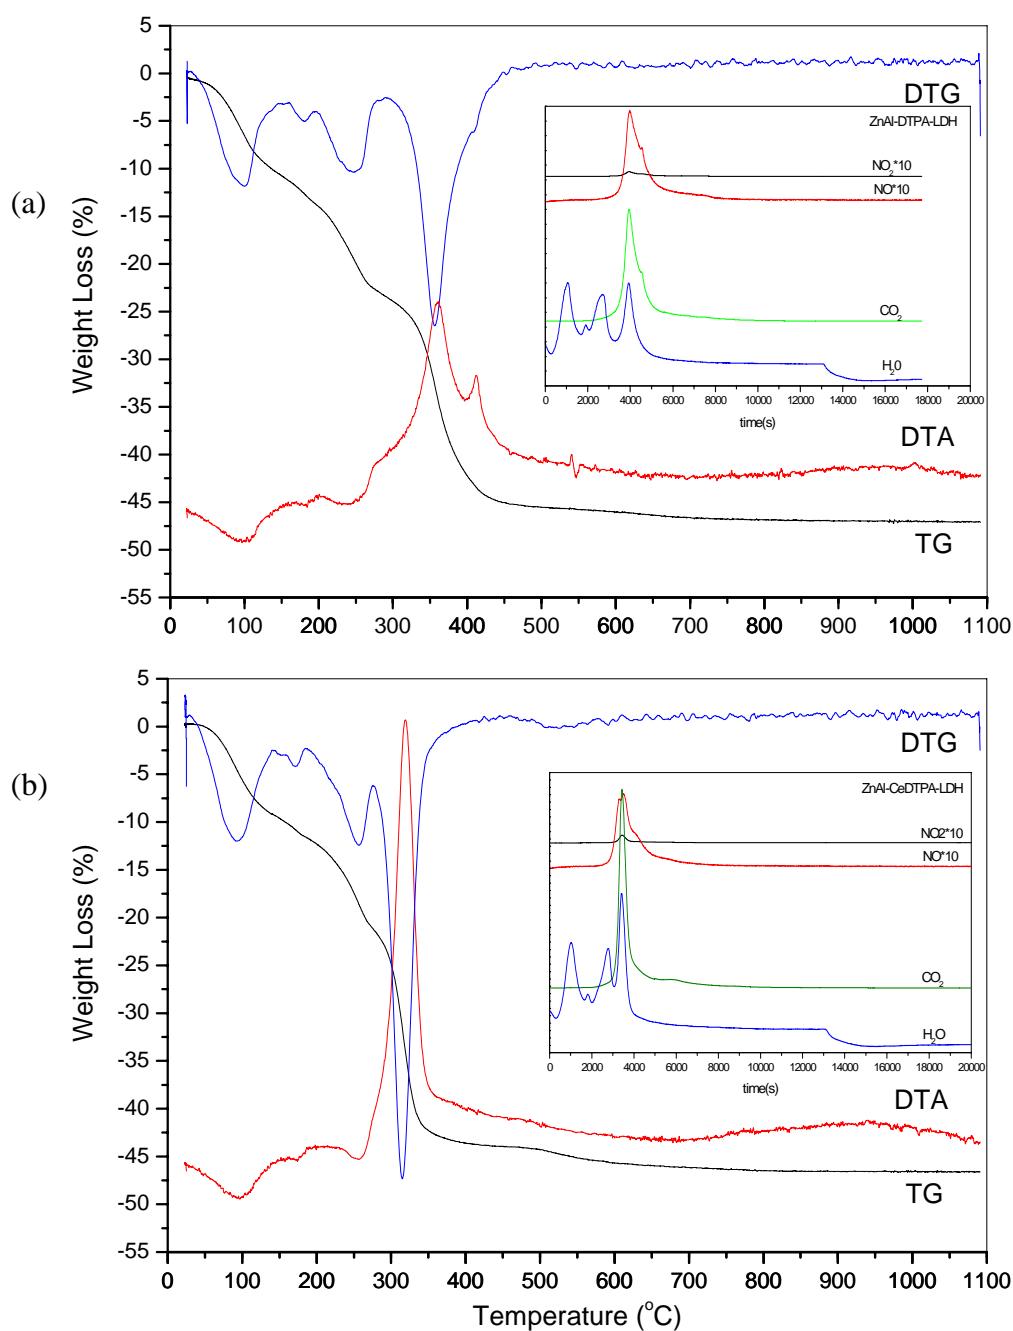 (a)
Weight Loss (%)
5
0
-5
-10
-15
-20
-25
-30
-35
-40
-45
-50
-55
0 100 200 300 400 500 600 700 800 900 1000 1100
DTG
DTA
TG
ZnAl-DTPA-LDH
NO2*10
NO*10
CO2
H20
0 2000 4000 6000 8000 10000 12000 14000 16000 18000 20000
time(s)
(b)
Weight Loss (%)
5
0
-5
-10
-15
-20
-25
-30
-35
-40
-45
-50
-55
0 100 200 300 400 500 600 700 800 900 1000 1100
Temperature (°C)
DTG
DTA
TG
ZnAl-CeDTPA-LDH
NO2*10
NO*10
CO2
H2O
0 2000 4000 6000 8000 10000 12000 14000 16000 18000 20000
time(s)